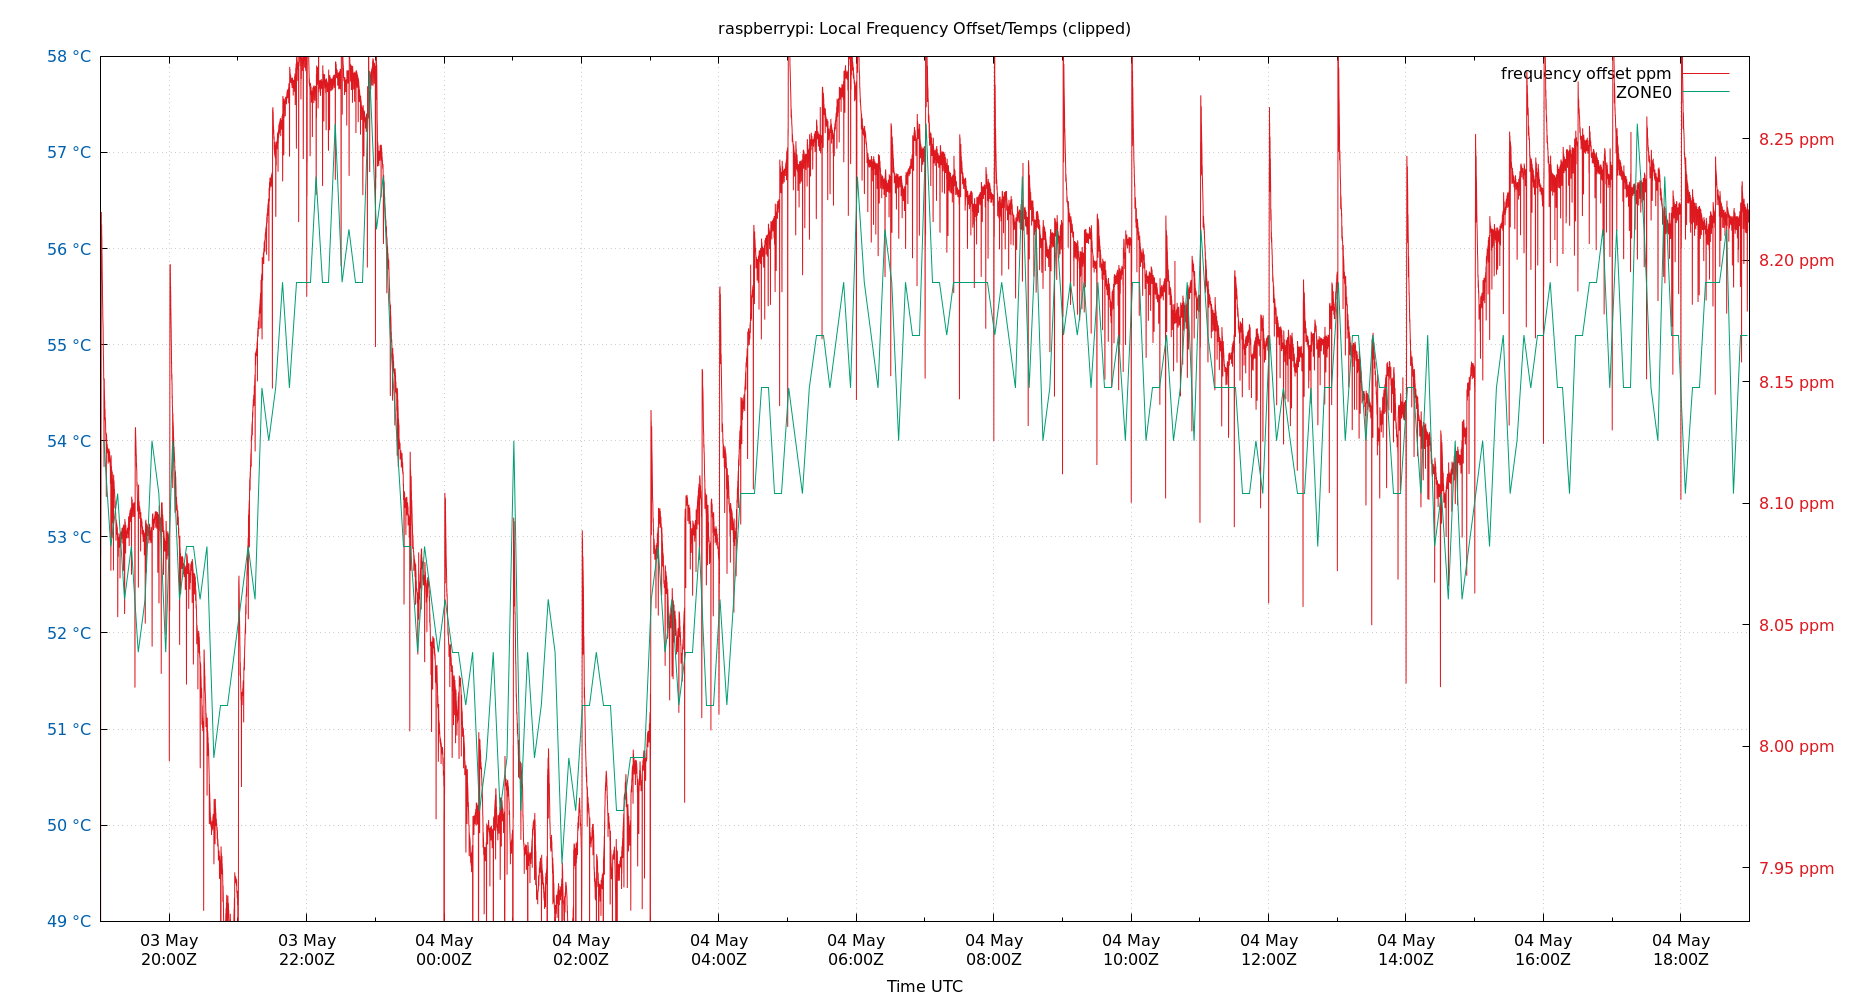 raspberrypi: Local Frequency Offset/Temps (clipped)
58 °C
57 °C
56 °C
55 °C
54 °C
53 °C
52 °C
51 °C
50 °C
49 °C
frequency offset ppm
ZONE0
8.25 ppm
8.20 ppm
8.15 ppm
8.10 ppm
8.05 ppm
8.00 ppm
7.95 ppm
03 May 03 May 04 May 04 May 04 May 04 May 04 May 04 May 04 May 04 May 04 May 04 May
20:00Z 22:00Z 00:00Z 02:00Z 04:00Z 06:00Z 08:00Z 10:00Z 12:00Z 14:00Z 16:00Z 18:00Z
Time UTC